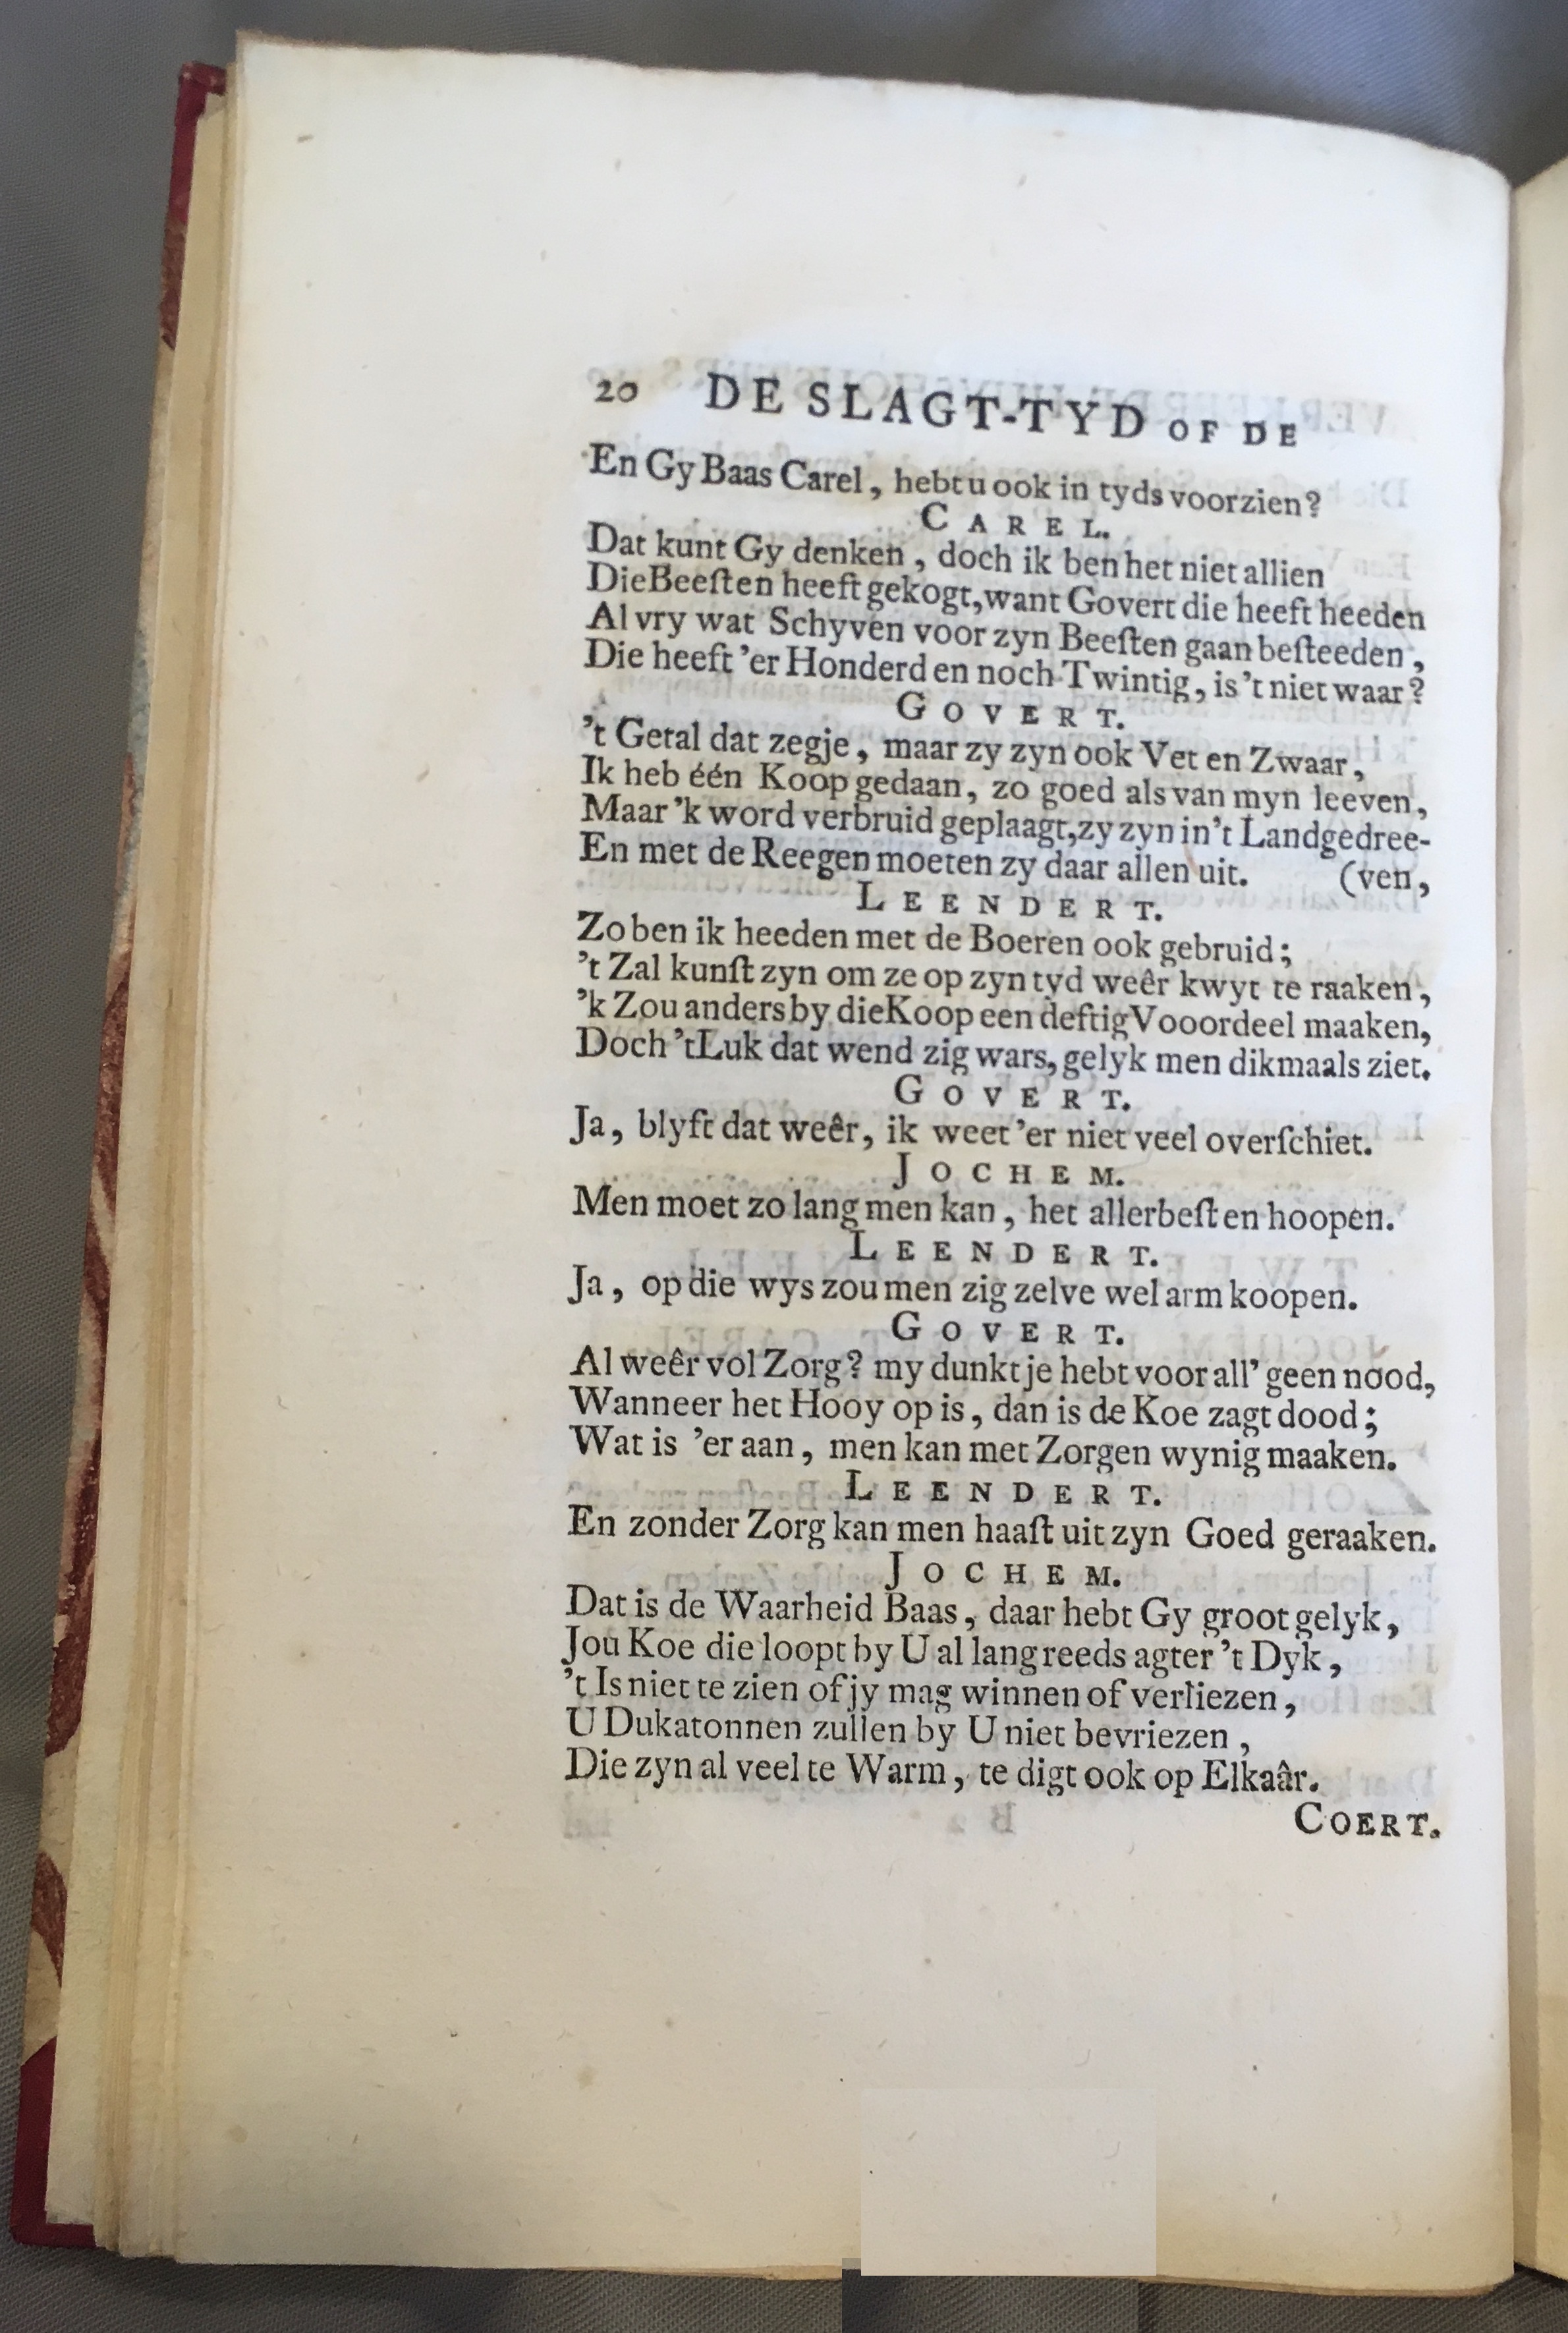 20 DE SLAGT-TYD OF DE
En Gy Baas Carel, hebt u ook in tyds voorzien?
CAREL.
Dat kunt Gy denken, doch ik ben het niet allien
Die Beeſten heeft gekogt, want Govert die heeft heeden
Al vry wat Schyven voor zyn Beeſten gaan beſteeden,
Die heeft 'er Honderd en noch Twintig, is 't niet waar?
GOVERT.
't Getal dat zegje, maar zy zyn ook Vet en Zwaar,
Ik heb één Koop gedaan, zo goed als van myn leeven,
Maar 'k word verbruid geplaagt, zy zyn in 't Land gedree-
En met de Reegen moeten zy daar allen uit. (ven,
LEENDERT.
Zo ben ik heeden met de Boeren ook gebruid;
't Zal kunſt zyn om ze op zyn tyd weêr kwyt te raaken,
'k Zou anders by die Koop een deftig Vooordeel maaken,
Doch 't Luk dat wend zig wars, gelyk men dikmaals ziet.
GOVERT.
Ja, blyft dat weêr, ik weet 'er niet veel overſchiet.
JOCHEM.
Men moet zo lang men kan, het allerbeſten hoopen.
LEENDERT.
Ja, op die wys zou men zig zelve wel arm koopen.
GOVERT.
Al weêr vol Zorg? my dunkt je hebt voor all' geen nood,
Wanneer het Hooy op is, dan is de Koe zagt dood;
Wat is 'er aan, men kan met Zorgen wynig maaken.
LEENDERT.
En zonder Zorg kan men haaſt uit zyn Goed geraaken.
JOCHEM.
Dat is de Waarheid Baas, daar hebt Gy groot gelyk,
Jou Koe die loopt by U al lang reeds agter 't Dyk,
't Is niet te zien of jy mag winnen of verliezen,
U Dukatonnen zullen by U niet bevriezen,
Die zyn al veel te Warm, te digt ook op Elkaâr.
COERT.